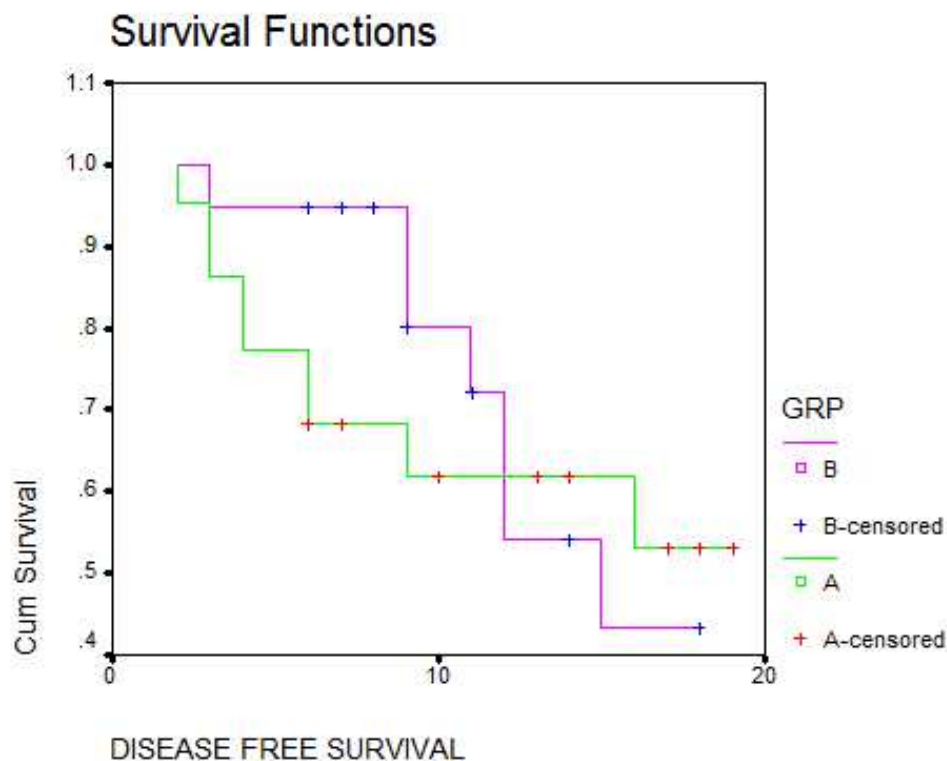 Survival Functions
1.1
1.0
.9
.8
.7
.6
.5
.4
Cum Survival
0
10
20
DISEASE FREE SURVIVAL
GRP
B
B-censored
A
A-censored